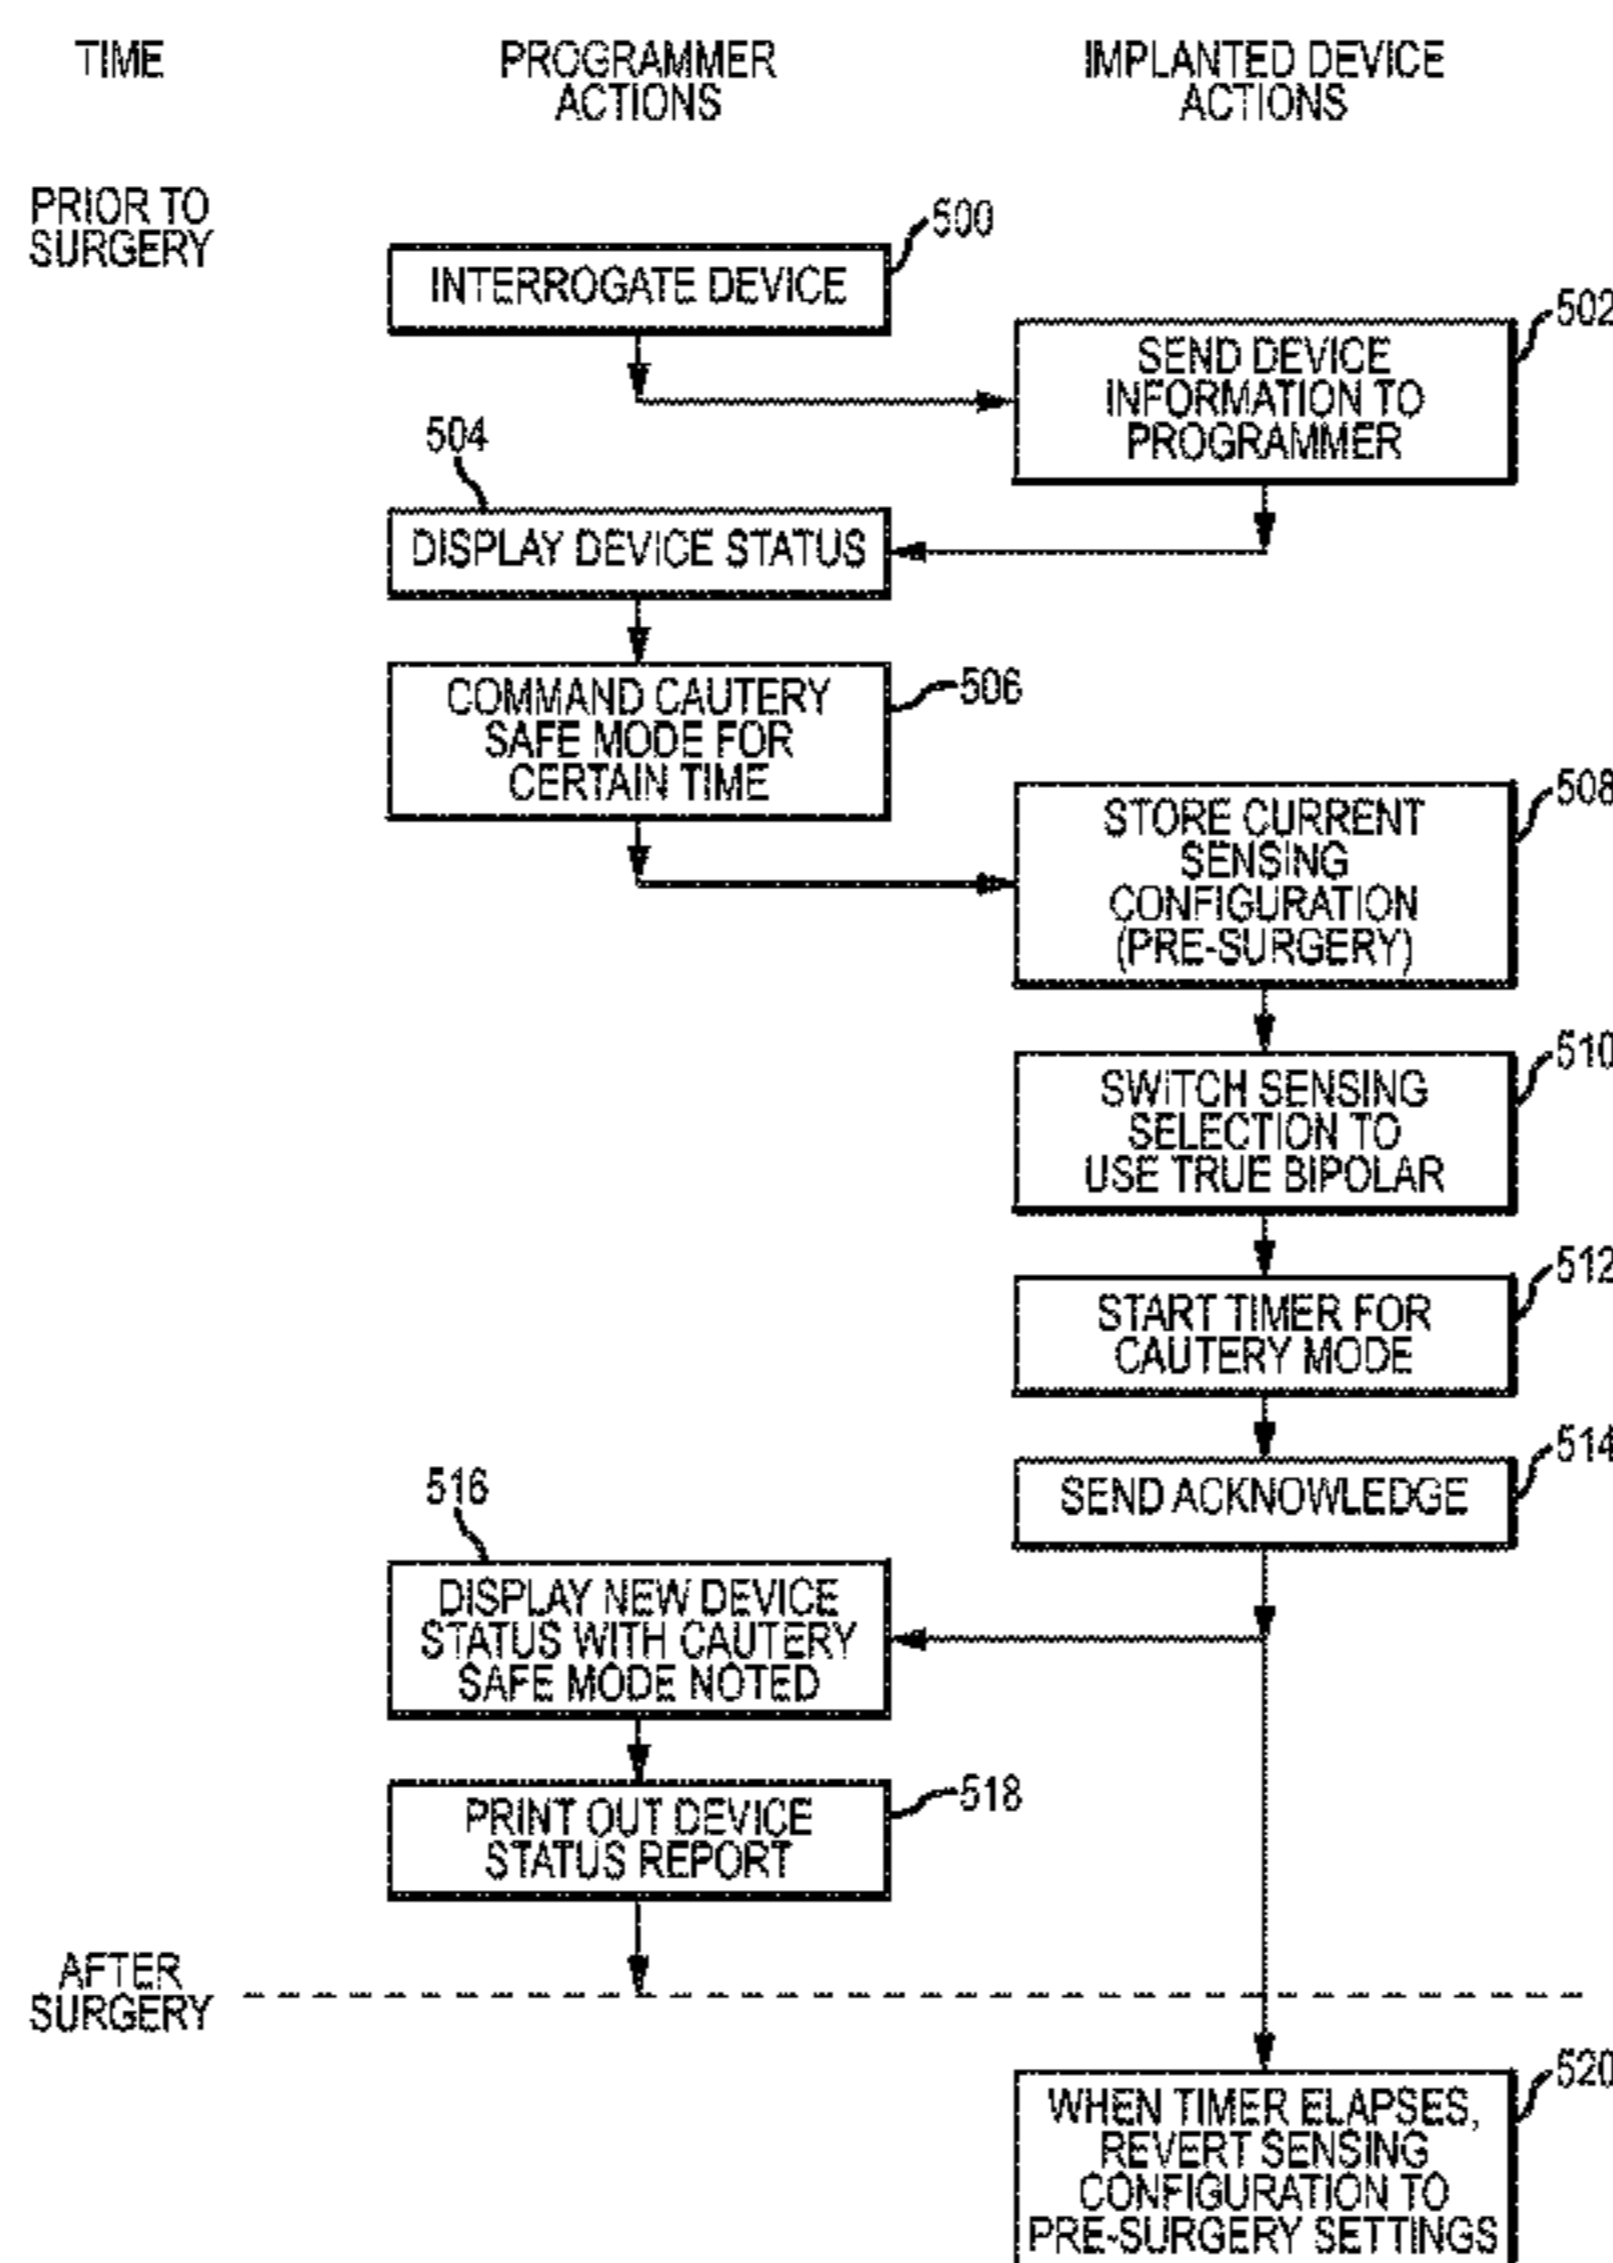 TIME
PROGRAMMER
ACTIONS
IMPLANTED DEVICE
ACTIONS
PRIOR TO
SURGERY
500
INTERROGATE DEVICE
502
SEND DEVICE
INFORMATION TO
PROGRAMMER
504
DISPLAY DEVICE STATUS
506
COMMAND CAUTERY
SAFE MODE FOR
CERTAIN TIME
508
STORE CURRENT
SENSING
CONFIGURATION
(PRE-SURGERY)
510
SWITCH SENSING
SELECTION TO
USE TRUE BIPOLAR
512
START TIMER FOR
CAUTERY MODE
514
SEND ACKNOWLEDGE
516
DISPLAY NEW DEVICE
STATUS WITH CAUTERY
SAFE MODE NOTED
518
PRINT OUT DEVICE
STATUS REPORT
AFTER
SURGERY
520
WHEN TIMER ELAPSES,
REVERT SENSING
CONFIGURATION TO
PRE-SURGERY SETTINGS